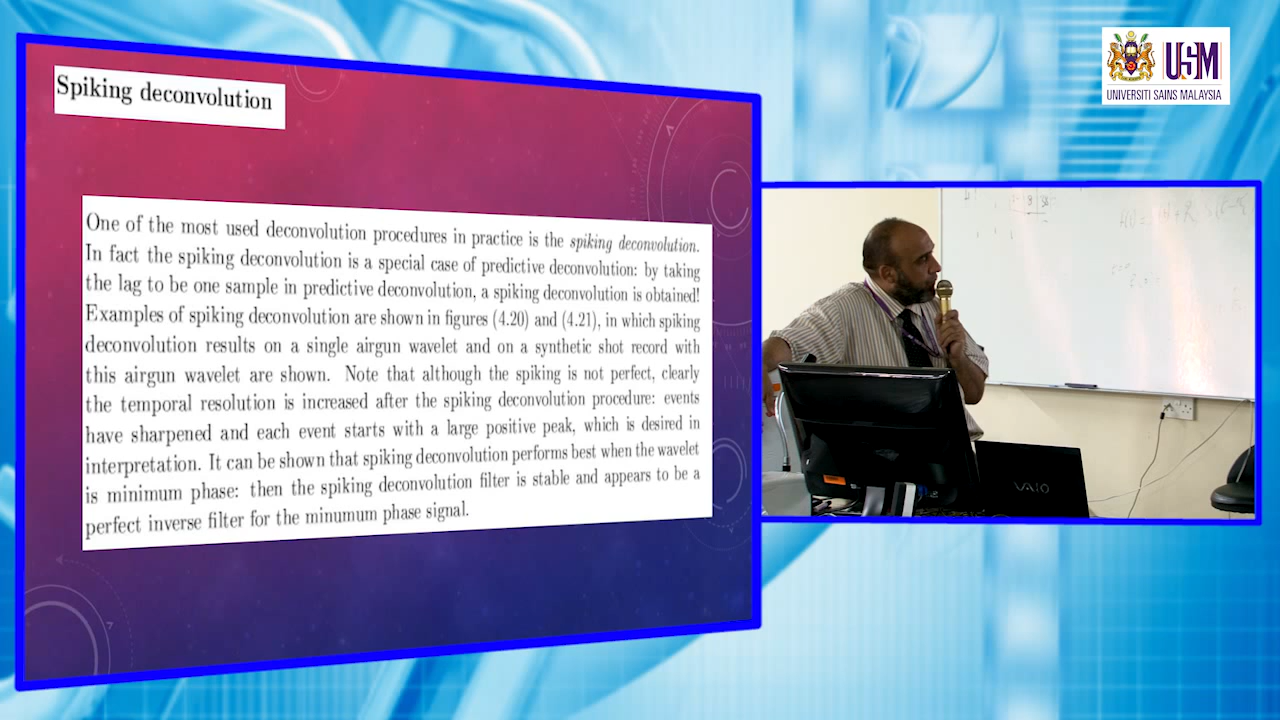 Spiking deconvolution
One of the most used deconvolution procedures in practice is the spiking deconvolution.
In fact the spiking deconvolution is a special case of predictive deconvolution: by taking
the lag to be one sample in predictive deconvolution, a spiking deconvolution is obtained!
Examples of spiking deconvolution are shown in figures (4.20) and (4.21), in which spiking
deconvolution results on a single airgun wavelet and on a synthetic shot record with
this airgun wavelet are shown. Note that although the spiking is not perfect, clearly
the temporal resolution is increased after the spiking deconvolution procedure: events
have sharpened and each event starts with a large positive peak, which is desired in
interpretation. It can be shown that spiking deconvolution performs best when the wavelet
is minimum phase: then the spiking deconvolution filter is stable and appears to be a
perfect inverse filter for the minumum phase signal.
USM
UNIVERSITI SAINS MALAYSIA
VAIO